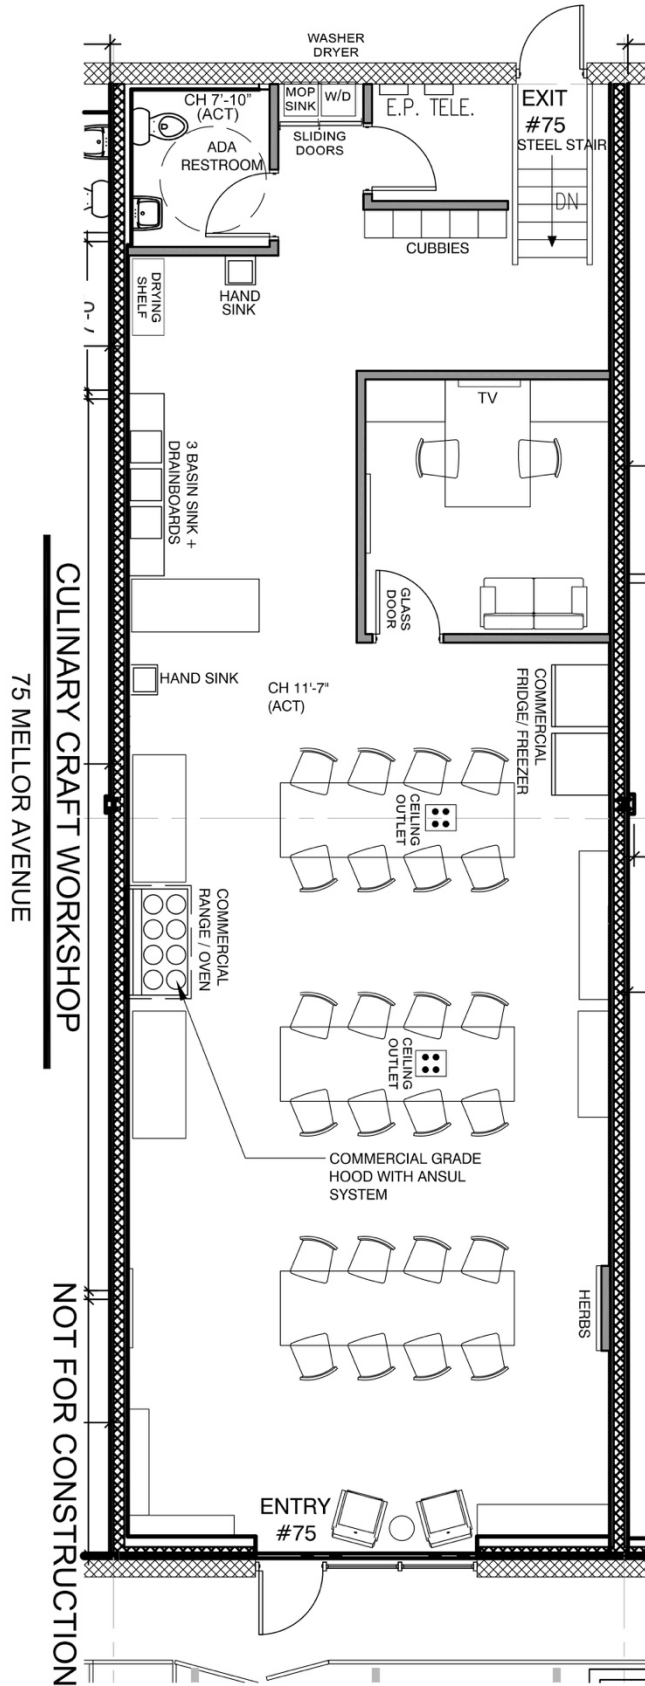 WASHER
DRYER
EXIT
#75
STEEL STAIR
DN
CH 7'-10"
(ACT)
ADA
RESTROOM
MOP
SINK
W/D
SLIDING
DOORS
E.P. TELE.
CUBBIES
HAND
SINK
DRYING
SHELF
TV
3 BASIN SINK +
DRAINBOARDS
GLASS
DOOR
HAND SINK
CH 11'-7"
(ACT)
COMMERCIAL
FRIDGE/ FREEZER
CEILING
OUTLET
COMMERCIAL
RANGE / OVEN
CEILING
OUTLET
COMMERCIAL GRADE
HOOD WITH ANSUL
SYSTEM
HERBS
ENTRY
#75
CULINARY CRAFT WORKSHOP
75 MELLOR AVENUE
NOT FOR CONSTRUCTION